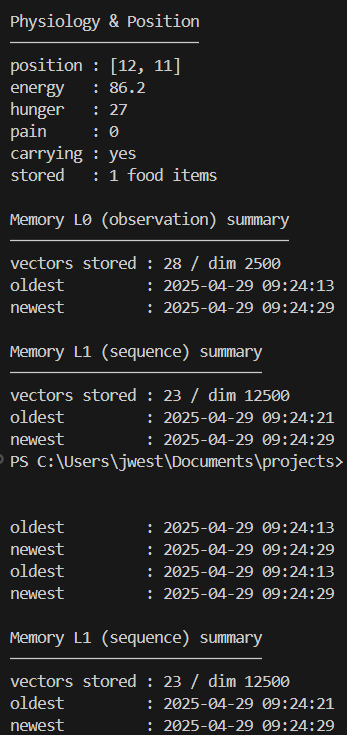 Physiology & Position
position : [12, 11]
energy   : 86.2
hunger   : 27
pain     : 0
carrying : yes
stored   : 1 food items
Memory L0 (observation) summary
vectors stored : 28 / dim 2500
oldest         : 2025-04-29 09:24:13
newest         : 2025-04-29 09:24:29
Memory L1 (sequence) summary
vectors stored : 23 / dim 12500
oldest         : 2025-04-29 09:24:21
newest         : 2025-04-29 09:24:29
PS C:\Users\jwest\Documents\projects>
oldest         : 2025-04-29 09:24:13
newest         : 2025-04-29 09:24:29
oldest         : 2025-04-29 09:24:13
newest         : 2025-04-29 09:24:29
Memory L1 (sequence) summary
vectors stored : 23 / dim 12500
oldest         : 2025-04-29 09:24:21
newest         : 2025-04-29 09:24:29